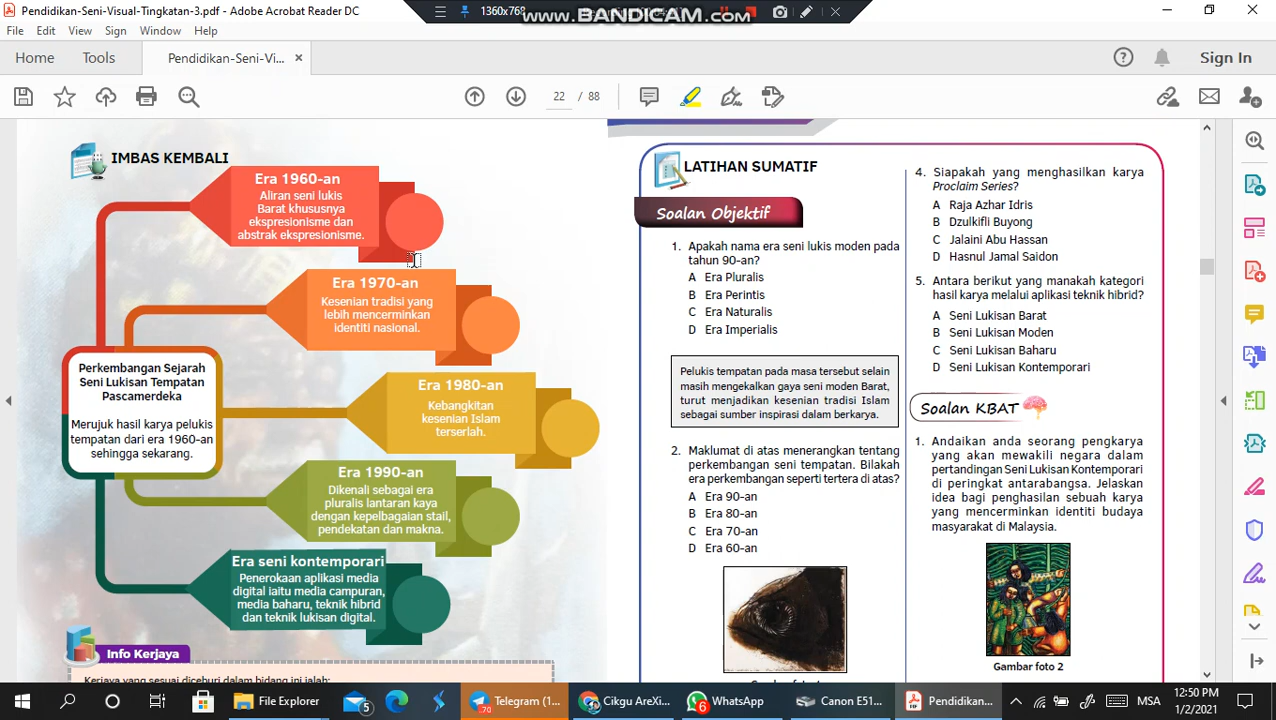 Pendidikan-Seni-Visual-Tingkatan-3.pdf - Adobe Acrobat Reader DC
1360x768
www.BANDICAM.com
File Edit View Sign Window Help
Home Tools Pendidikan-Seni-Vi... ×
Sign In
22 / 88
IMBAS KEMBALI
Era 1960-an
Aliran seni lukis
Barat khususnya
ekspresionisme dan
abstrak ekspresionisme.
Era 1970-an
Kesenian tradisi yang
lebih mencerminkan
identiti nasional.
Perkembangan Sejarah
Seni Lukisan Tempatan
Pascamerdeka
Merujuk hasil karya pelukis
tempatan dari era 1960-an
sehingga sekarang.
Era 1980-an
Kebangkitan
kesenian Islam
terserlah.
Era 1990-an
Dikenali sebagai era
pluralis lantaran kaya
dengan kepelbagaian stail,
pendekatan dan makna.
Era seni kontemporari
Penerokaan aplikasi media
digital iaitu media campuran,
media baharu, teknik hibrid
dan teknik lukisan digital.
Info Kerjaya
Kerjaya yang sesuai diceburi dalam bidang ini ialah:
LATIHAN SUMATIF
Soalan Objektif
1. Apakah nama era seni lukis moden pada
tahun 90-an?
A Era Pluralis
B Era Perintis
C Era Naturalis
D Era Imperialis
Pelukis tempatan pada masa tersebut selain
masih mengekalkan gaya seni moden Barat,
turut menjadikan kesenian tradisi Islam
sebagai sumber inspirasi dalam berkarya.
2. Maklumat di atas menerangkan tentang
perkembangan seni tempatan. Bilakah
era perkembangan seperti tertera di atas?
A Era 90-an
B Era 80-an
C Era 70-an
D Era 60-an
4. Siapakah yang menghasilkan karya
Proclaim Series?
A Raja Azhar Idris
B Dzulkifli Buyong
C Jalaini Abu Hassan
D Hasnul Jamal Saidon
5. Antara berikut yang manakah kategori
hasil karya melalui aplikasi teknik hibrid?
A Seni Lukisan Barat
B Seni Lukisan Moden
C Seni Lukisan Baharu
D Seni Lukisan Kontemporari
Soalan KBAT
1. Andaikan anda seorang pengkarya
yang akan mewakili negara dalam
pertandingan Seni Lukisan Kontemporari
di peringkat antarabangsa. Jelaskan
idea bagi penghasilan sebuah karya
yang mencerminkan identiti budaya
masyarakat di Malaysia.
Gambar foto 2
File Explorer
5
Telegram (1...
70
Cikgu AreXi...
WhatsApp
6
Canon E51...
Pendidikan...
MSA
12:50 PM
1/2/2021